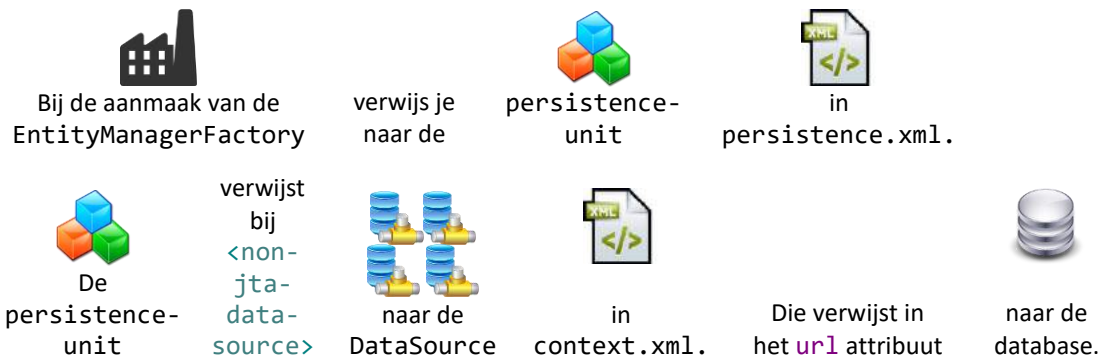 XML
</>
Bij de aanmaak van de
EntityManagerFactory
verwijs je
naar de
persistence-
unit
in
persistence.xml.
De
persistence-
unit
verwijst
bij
<non-
jta-
data-
source>
naar de
DataSource
XML
</>
in
context.xml.
Die verwijst in
het url attribuut
naar de
database.